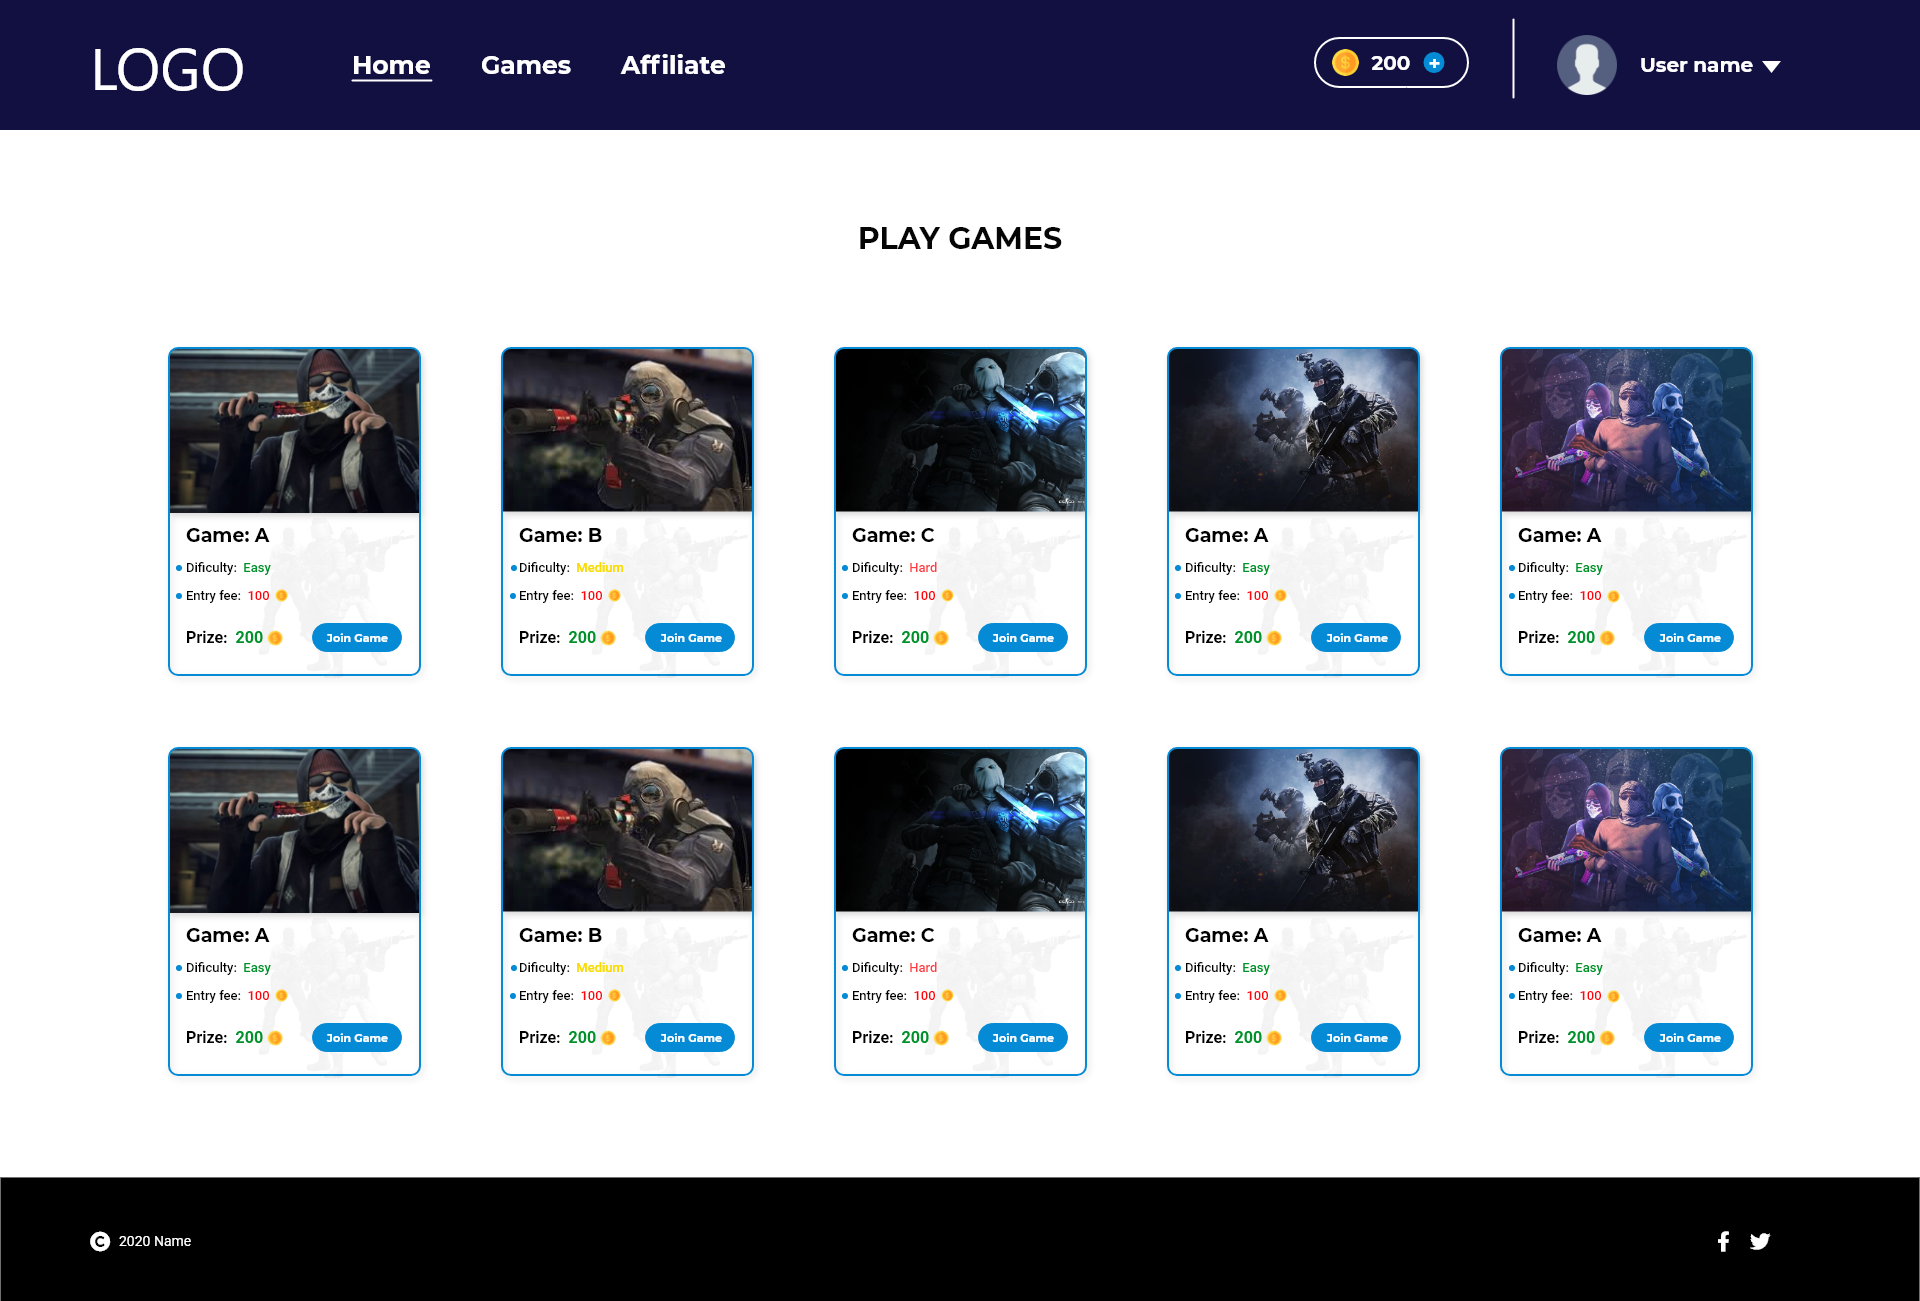 LOGO Home Games Affiliate 200 User name
PLAY GAMES
Game: A Game: B Game: C Game: A Game: A
Dificulty: Easy Dificulty: Medium Dificulty: Hard Dificulty: Easy Dificulty: Easy
Entry fee: 100 Entry fee: 100 Entry fee: 100 Entry fee: 100 Entry fee: 100
Prize: 200 Join Game Prize: 200 Join Game Prize: 200 Join Game Prize: 200 Join Game Prize: 200 Join Game
Game: A Game: B Game: C Game: A Game: A
Dificulty: Easy Dificulty: Medium Dificulty: Hard Dificulty: Easy Dificulty: Easy
Entry fee: 100 Entry fee: 100 Entry fee: 100 Entry fee: 100 Entry fee: 100
Prize: 200 Join Game Prize: 200 Join Game Prize: 200 Join Game Prize: 200 Join Game Prize: 200 Join Game
© 2020 Name